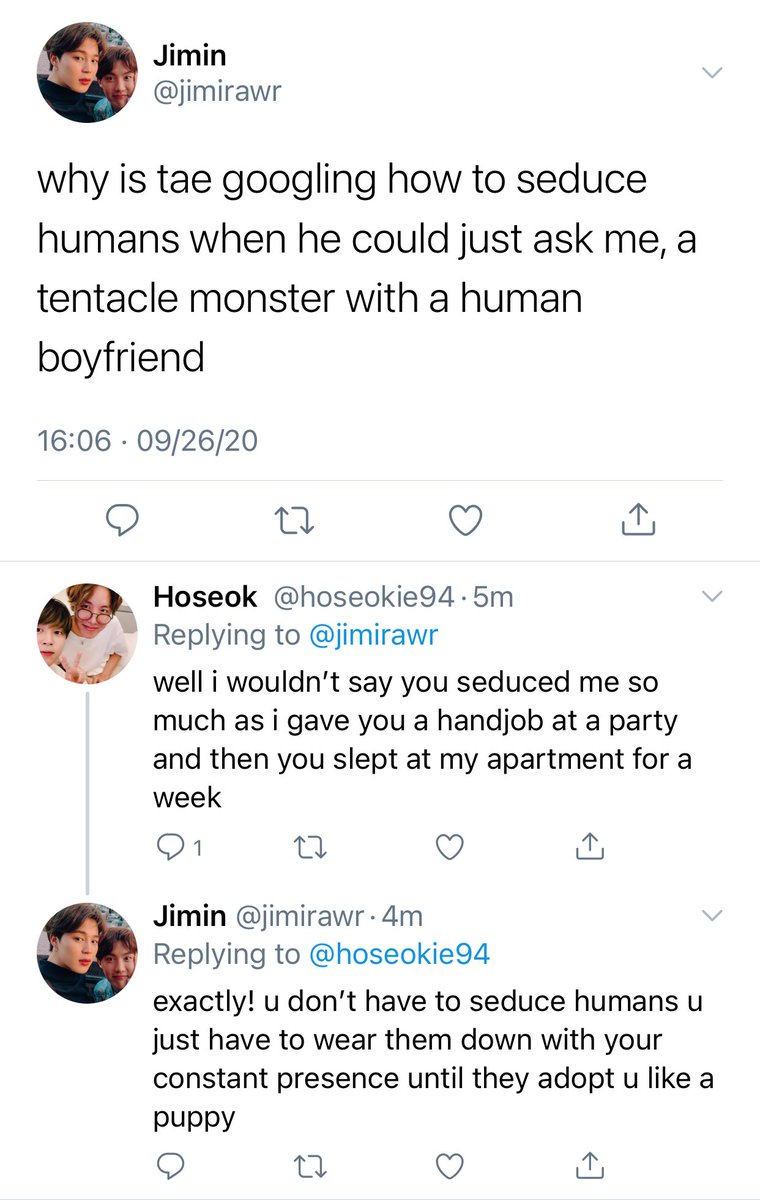 Jimin
@jimirawr
why is tae googling how to seduce
humans when he could just ask me, a
tentacle monster with a human
boyfriend
16:06 · 09/26/20
Hoseok @hoseokie94 · 5m
Replying to @jimirawr
well i wouldn’t say you seduced me so
much as i gave you a handjob at a party
and then you slept at my apartment for a
week
1
Jimin @jimirawr · 4m
Replying to @hoseokie94
exactly! u don’t have to seduce humans u
just have to wear them down with your
constant presence until they adopt u like a
puppy